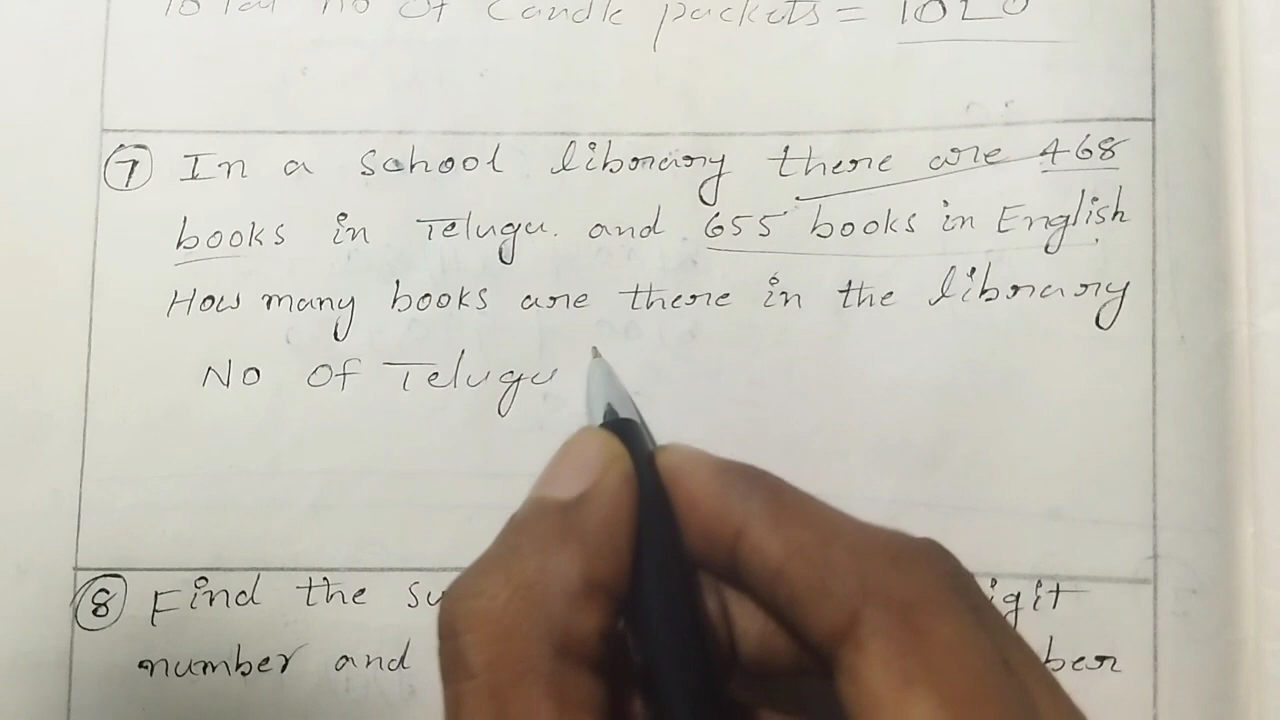 Total no of Candle packets = 1020
7 In a school library there are 468
books in Telugu. and 655 books in English
How many books are there in the library
No Of Telugu
8 Find the
number and